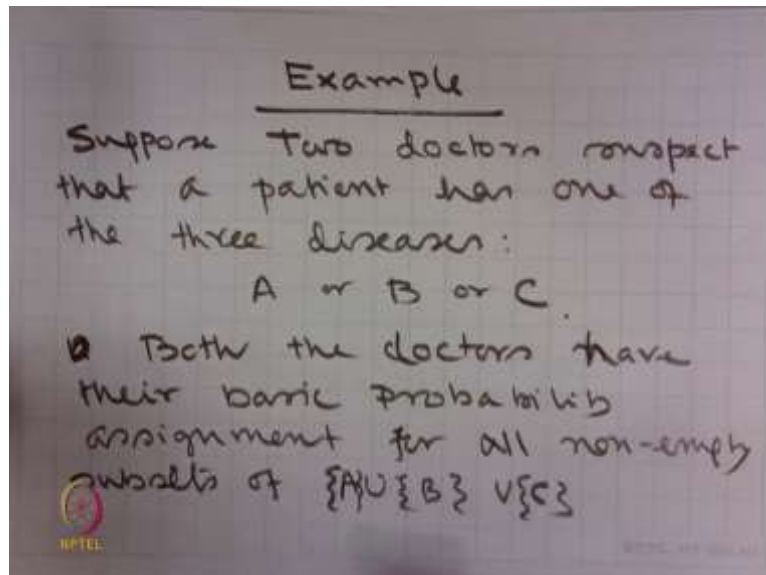 Example
Suppose Two doctors suspect
that a patient has one of
the three diseases:
A or B or C.
Both the doctors have
their basic probability
assignment for all non-empty
subsets of {A}∪{B}∪{C}
NPTEL